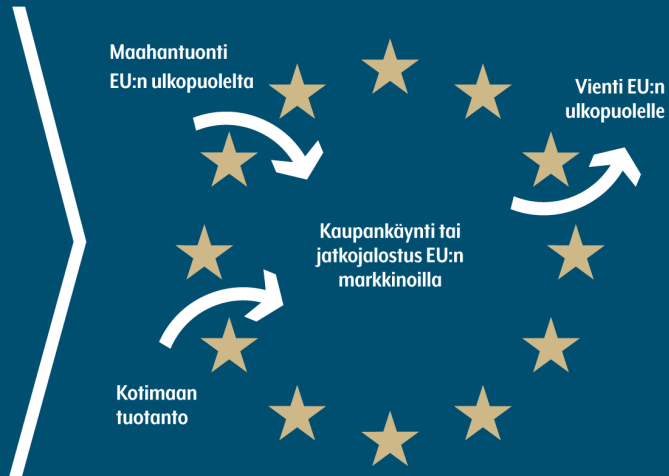 Maahantuonti
EU:n ulkopuolelta
Vienti EU:n
ulkopuolelle
Kaupankäynti tai
jatkojalostus EU:n
markkinoilla
Kotimaan
tuotanto